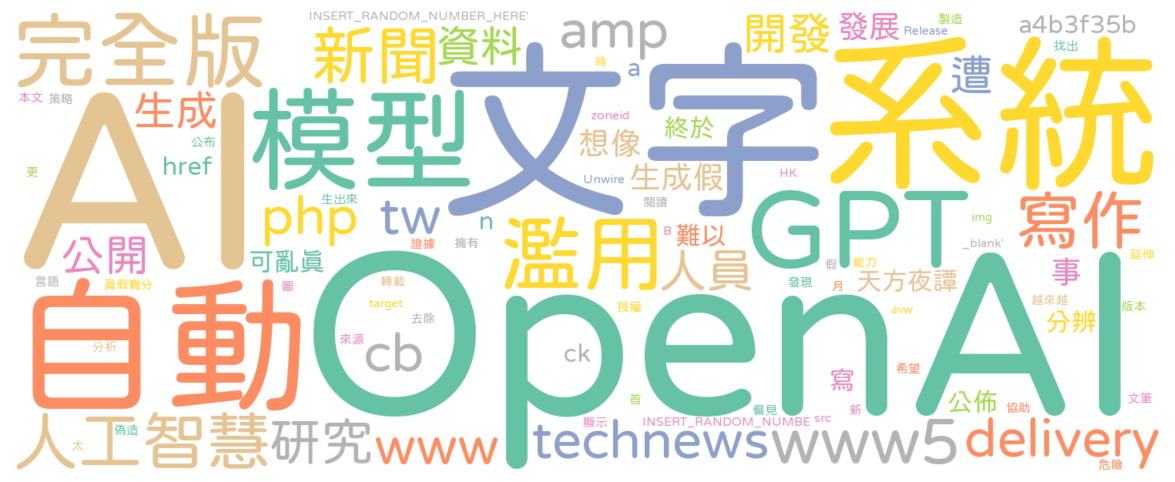 INSERT_RANDOM_NUMBER_HERE'
完全版
新聞
資料
amp
開發
發展
製造
Release
a4b3f35b
找出
時
a
遭
系統
文字
本文
策略
AI
生成
模型
公布
href
zoneid
終於
想像
更
Unwire
生成假
HK
閱讀
生出來
php
tw
n
GPT
img
寫作
證據
擁有
濫用
B
難以
人員
_blank'
公開
可亂真
假
能力
天方夜譚
事
延伸
言語
真假難分
轉載
發現
月
圖
target
授權
avw
越來越
分辨
版本
自動
OpenAI
去除
來源
cb
ck
分析
寫
希望
首
偏見
新
公佈
協助
文筆
人工智慧
偽造
太
研究
www
顯示
technews
INSERT_RANDOM_NUMBE
src
www5
delivery
危險